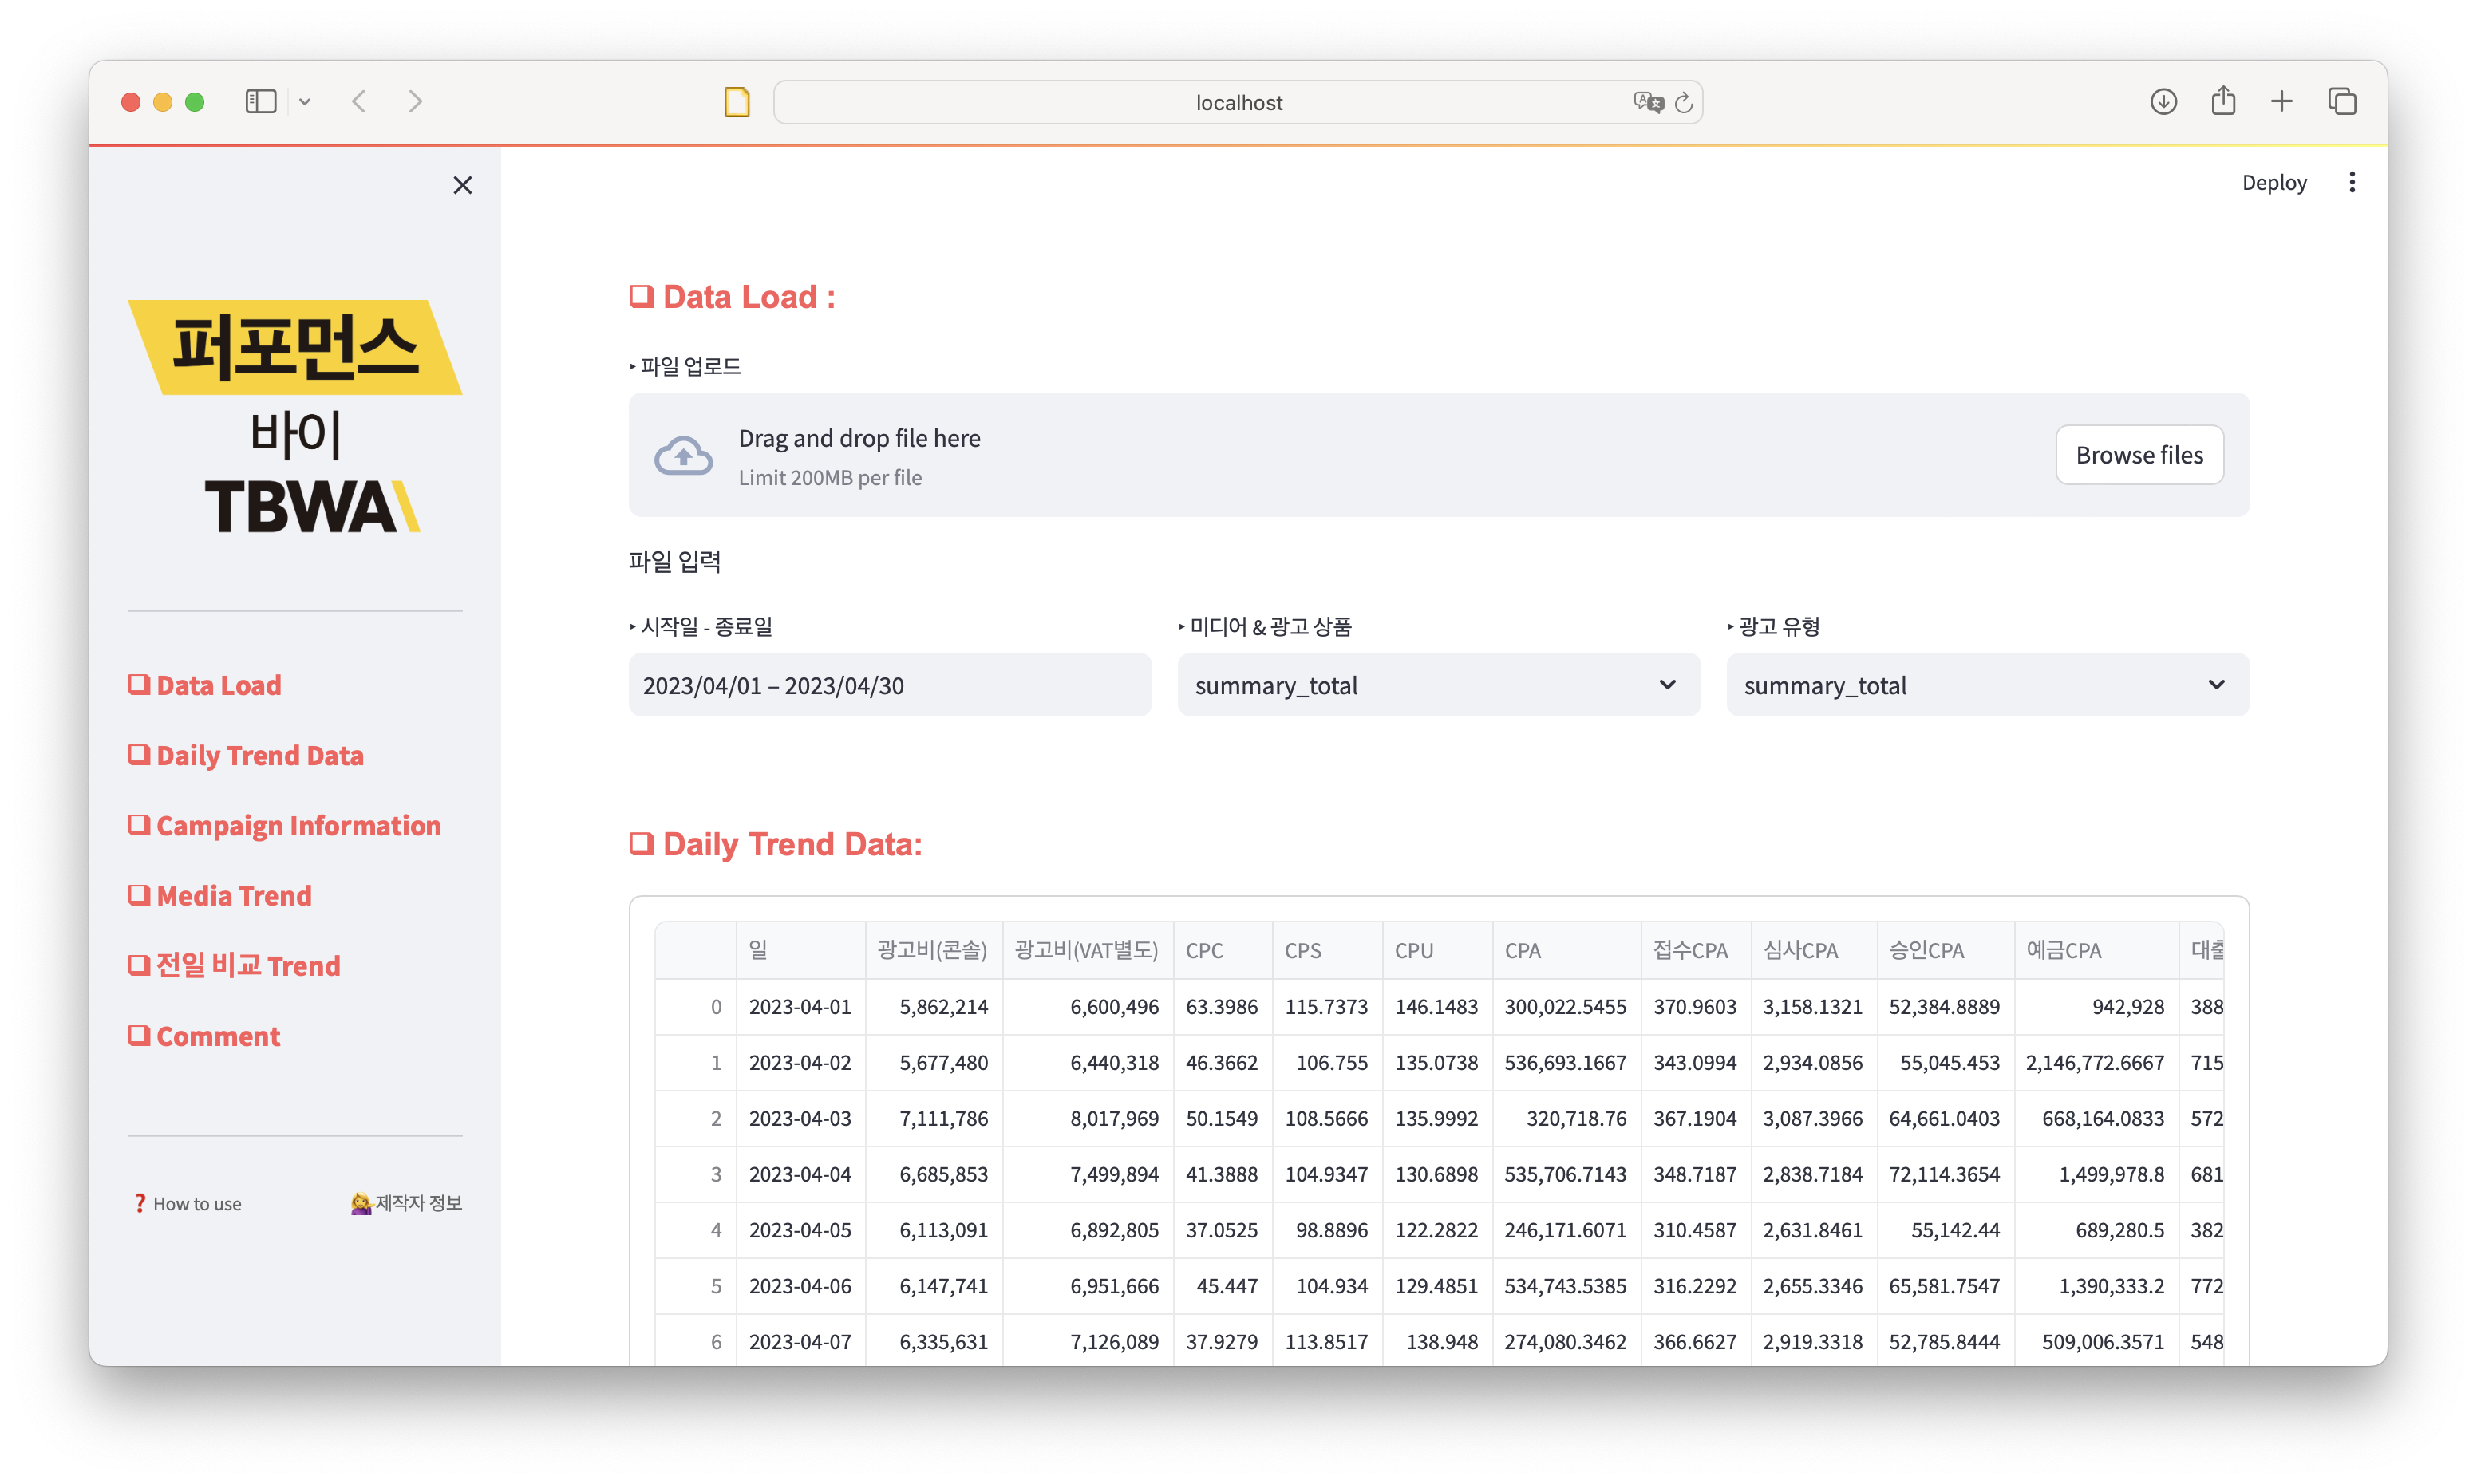 localhost
Deploy
퍼포먼스
바이
TBWA\
❏ Data Load
❏ Daily Trend Data
❏ Campaign Information
❏ Media Trend
❏ 전일 비교 Trend
❏ Comment
❓ How to use
💁‍♀️제작자 정보
❏ Data Load :
‣ 파일 업로드
Drag and drop file here
Limit 200MB per file
Browse files
파일 입력
‣ 시작일 - 종료일
2023/04/01 – 2023/04/30
‣ 미디어 & 광고 상품
summary_total
‣ 광고 유형
summary_total
❏ Daily Trend Data:
일 광고비(콘솔) 광고비(VAT별도) CPC CPS CPU CPA 접수CPA 심사CPA 승인CPA 예금CPA 대출
0 2023-04-01 5,862,214 6,600,496 63.3986 115.7373 146.1483 300,022.5455 370.9603 3,158.1321 52,384.8889 942,928 388
1 2023-04-02 5,677,480 6,440,318 46.3662 106.755 135.0738 536,693.1667 343.0994 2,934.0856 55,045.453 2,146,772.6667 715
2 2023-04-03 7,111,786 8,017,969 50.1549 108.5666 135.9992 320,718.76 367.1904 3,087.3966 64,661.0403 668,164.0833 572
3 2023-04-04 6,685,853 7,499,894 41.3888 104.9347 130.6898 535,706.7143 348.7187 2,838.7184 72,114.3654 1,499,978.8 681
4 2023-04-05 6,113,091 6,892,805 37.0525 98.8896 122.2822 246,171.6071 310.4587 2,631.8461 55,142.44 689,280.5 382
5 2023-04-06 6,147,741 6,951,666 45.447 104.934 129.4851 534,743.5385 316.2292 2,655.3346 65,581.7547 1,390,333.2 772
6 2023-04-07 6,335,631 7,126,089 37.9279 113.8517 138.948 274,080.3462 366.6627 2,919.3318 52,785.8444 509,006.3571 548